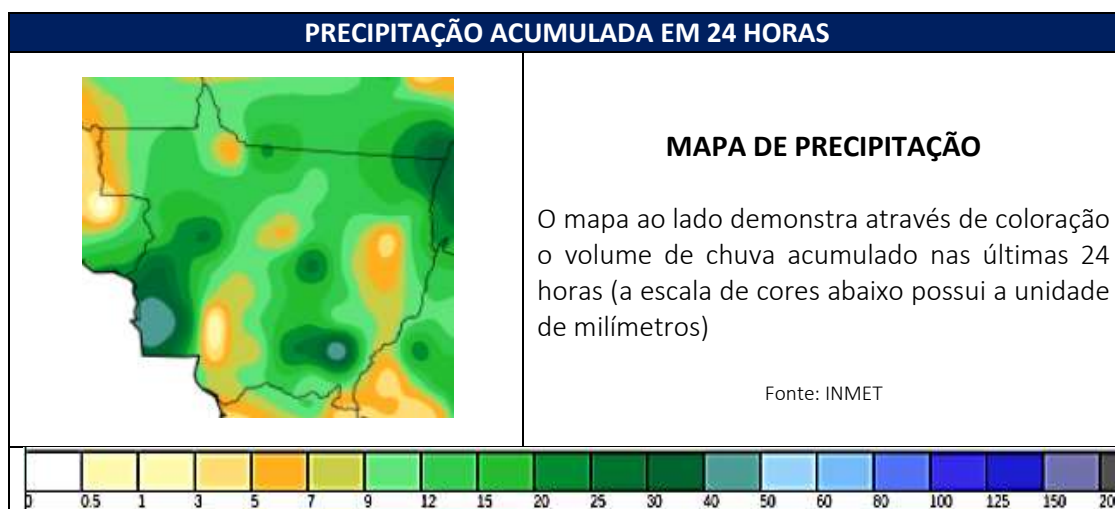 PRECIPITAÇÃO ACUMULADA EM 24 HORAS
MAPA DE PRECIPITAÇÃO
O mapa ao lado demonstra através de coloração
o volume de chuva acumulado nas últimas 24
horas (a escala de cores abaixo possui a unidade
de milímetros)
Fonte: INMET
0.5 1 3 5 7 9 12 15 20 25 30 40 50 60 80 100 125 150